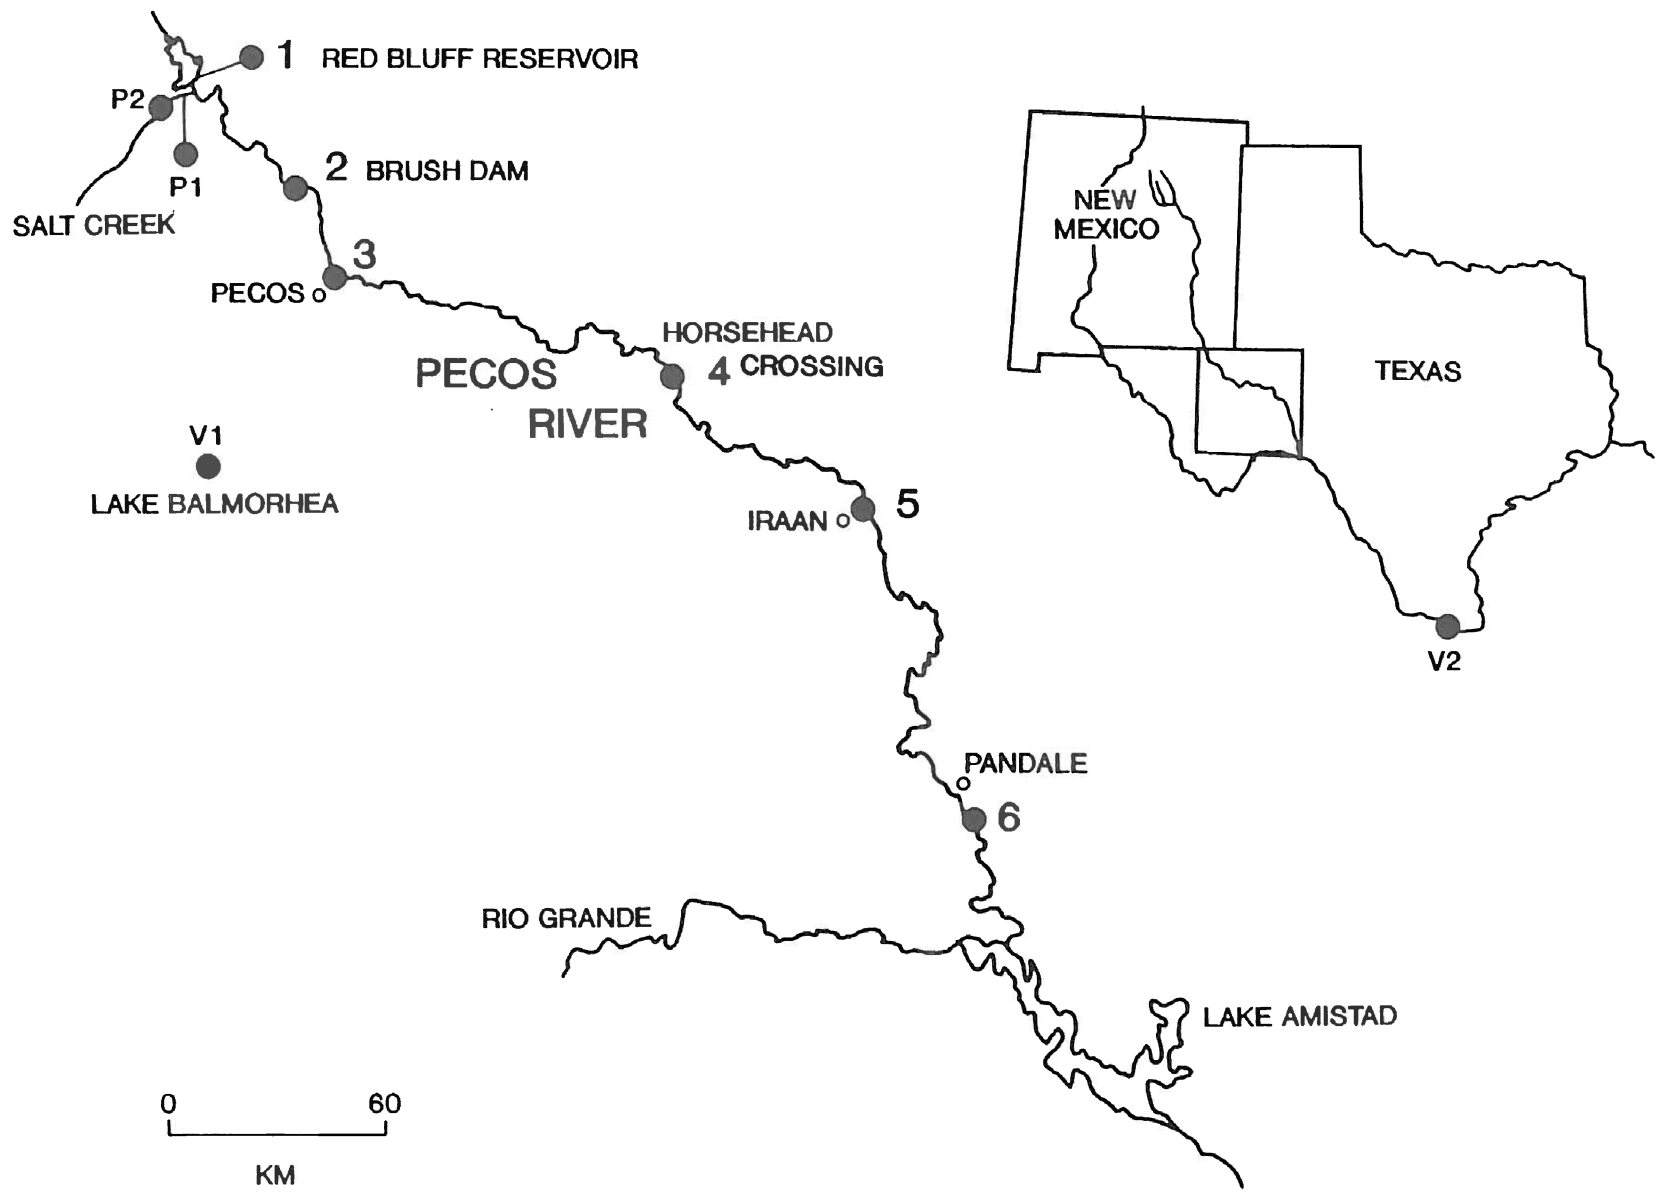 1 RED BLUFF RESERVOIR
P2
P1
SALT CREEK
2 BRUSH DAM
3
PECOS
HORSEHEAD
4 CROSSING
PECOS
RIVER
V1
LAKE BALMORHEA
5
IRAAN
PANDALE
6
RIO GRANDE
LAKE AMISTAD
0 60
KM
NEW
MEXICO
TEXAS
V2